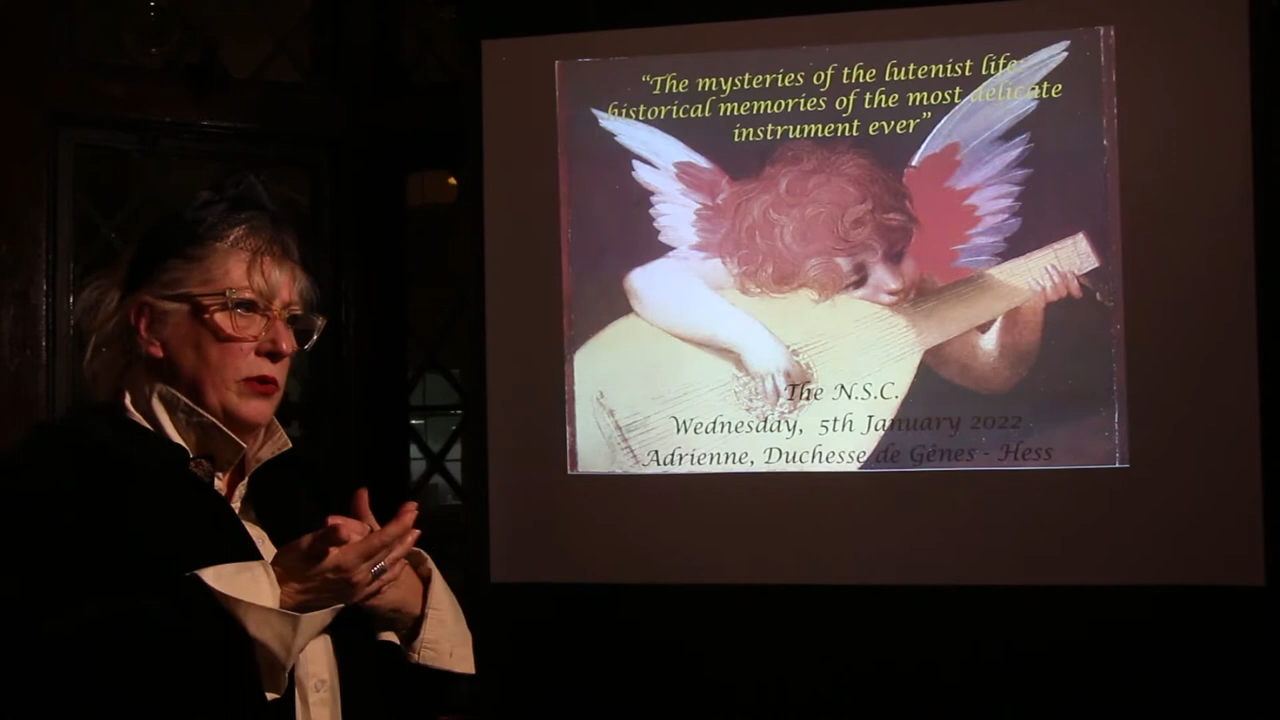 “The mysteries of the lutenist life:
historical memories of the most delicate
instrument ever”
The N.S.C.
Wednesday, 5th January 2022
Adrienne, Duchesse de Gênes - Hess